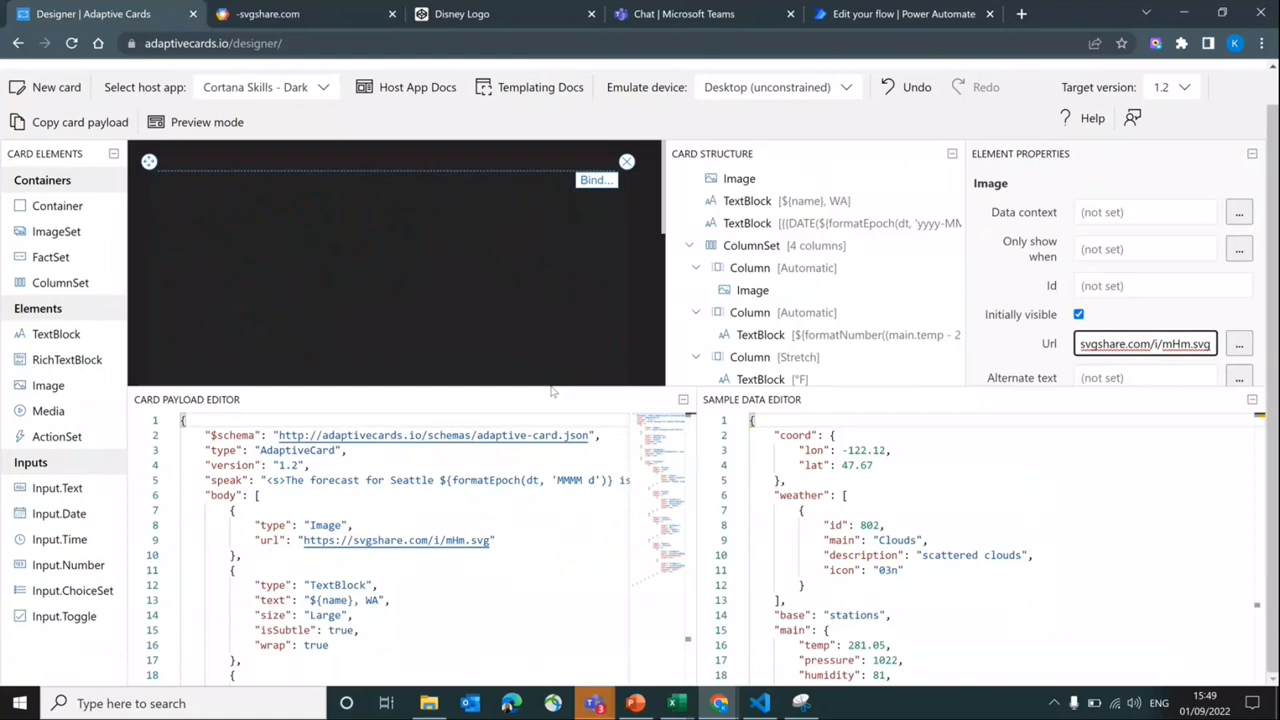 Designer | Adaptive Cards
-svgshare.com
Disney Logo
Chat | Microsoft Teams
Edit your flow | Power Automate
adaptivecards.io/designer/
K
New card
Select host app:
Cortana Skills - Dark
Host App Docs
Templating Docs
Emulate device:
Desktop (unconstrained)
Undo
Redo
Target version:
1.2
Copy card payload
Preview mode
Help
CARD ELEMENTS
Containers
Container
ImageSet
FactSet
ColumnSet
Elements
TextBlock
RichTextBlock
Image
Media
ActionSet
Inputs
Input.Text
Input.Date
Input.Time
Input.Number
Input.ChoiceSet
Input.Toggle
Bind...
CARD STRUCTURE
Image
TextBlock [${name}, WA]
TextBlock [{{DATE(${formatEpoch(dt, 'yyyy-MM
ColumnSet [4 columns]
Column [Automatic]
Image
Column [Automatic]
TextBlock [${formatNumber((main.temp - 2
Column [Stretch]
TextBlock [°F]
ELEMENT PROPERTIES
Image
Data context (not set) ...
Only show when (not set) ...
Id (not set)
Initially visible
Url svgshare.com/i/mHm.svg ...
Alternate text (not set) ...
CARD PAYLOAD EDITOR
1 {
2 "$schema": "http://adaptivecards.io/schemas/adaptive-card.json",
3 "type": "AdaptiveCard",
4 "version": "1.2",
5 "speak": "<s>The forecast for Seattle ${formatEpoch(dt, 'MMMM d')} is
6 "body": [
7 {
8 "type": "Image",
9 "url": "https://svgshare.com/i/mHm.svg"
10 },
11 {
12 "type": "TextBlock",
13 "text": "${name}, WA",
14 "size": "Large",
15 "isSubtle": true,
16 "wrap": true
17 },
18 {
SAMPLE DATA EDITOR
1 {
2 "coord": {
3 "lon": -122.12,
4 "lat": 47.67
5 },
6 "weather": [
7 {
8 "id": 802,
9 "main": "Clouds",
10 "description": "scattered clouds",
11 "icon": "03n"
12 }
13 ],
14 "base": "stations",
15 "main": {
16 "temp": 281.05,
17 "pressure": 1022,
18 "humidity": 81,
Type here to search
3
ENG
15:49
01/09/2022